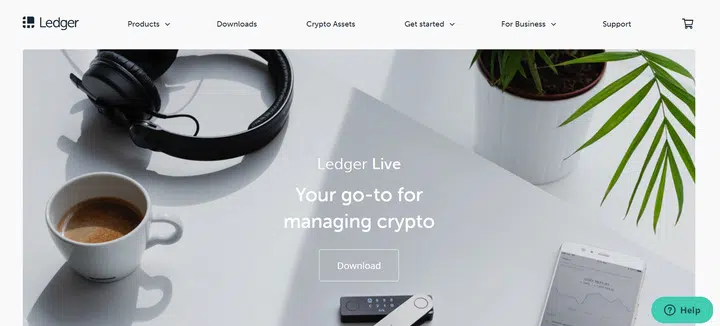 Ledger
Products
Downloads
Crypto Assets
Get started
For Business
Support
Ledger Live
Your go-to for
managing crypto
Download
Help